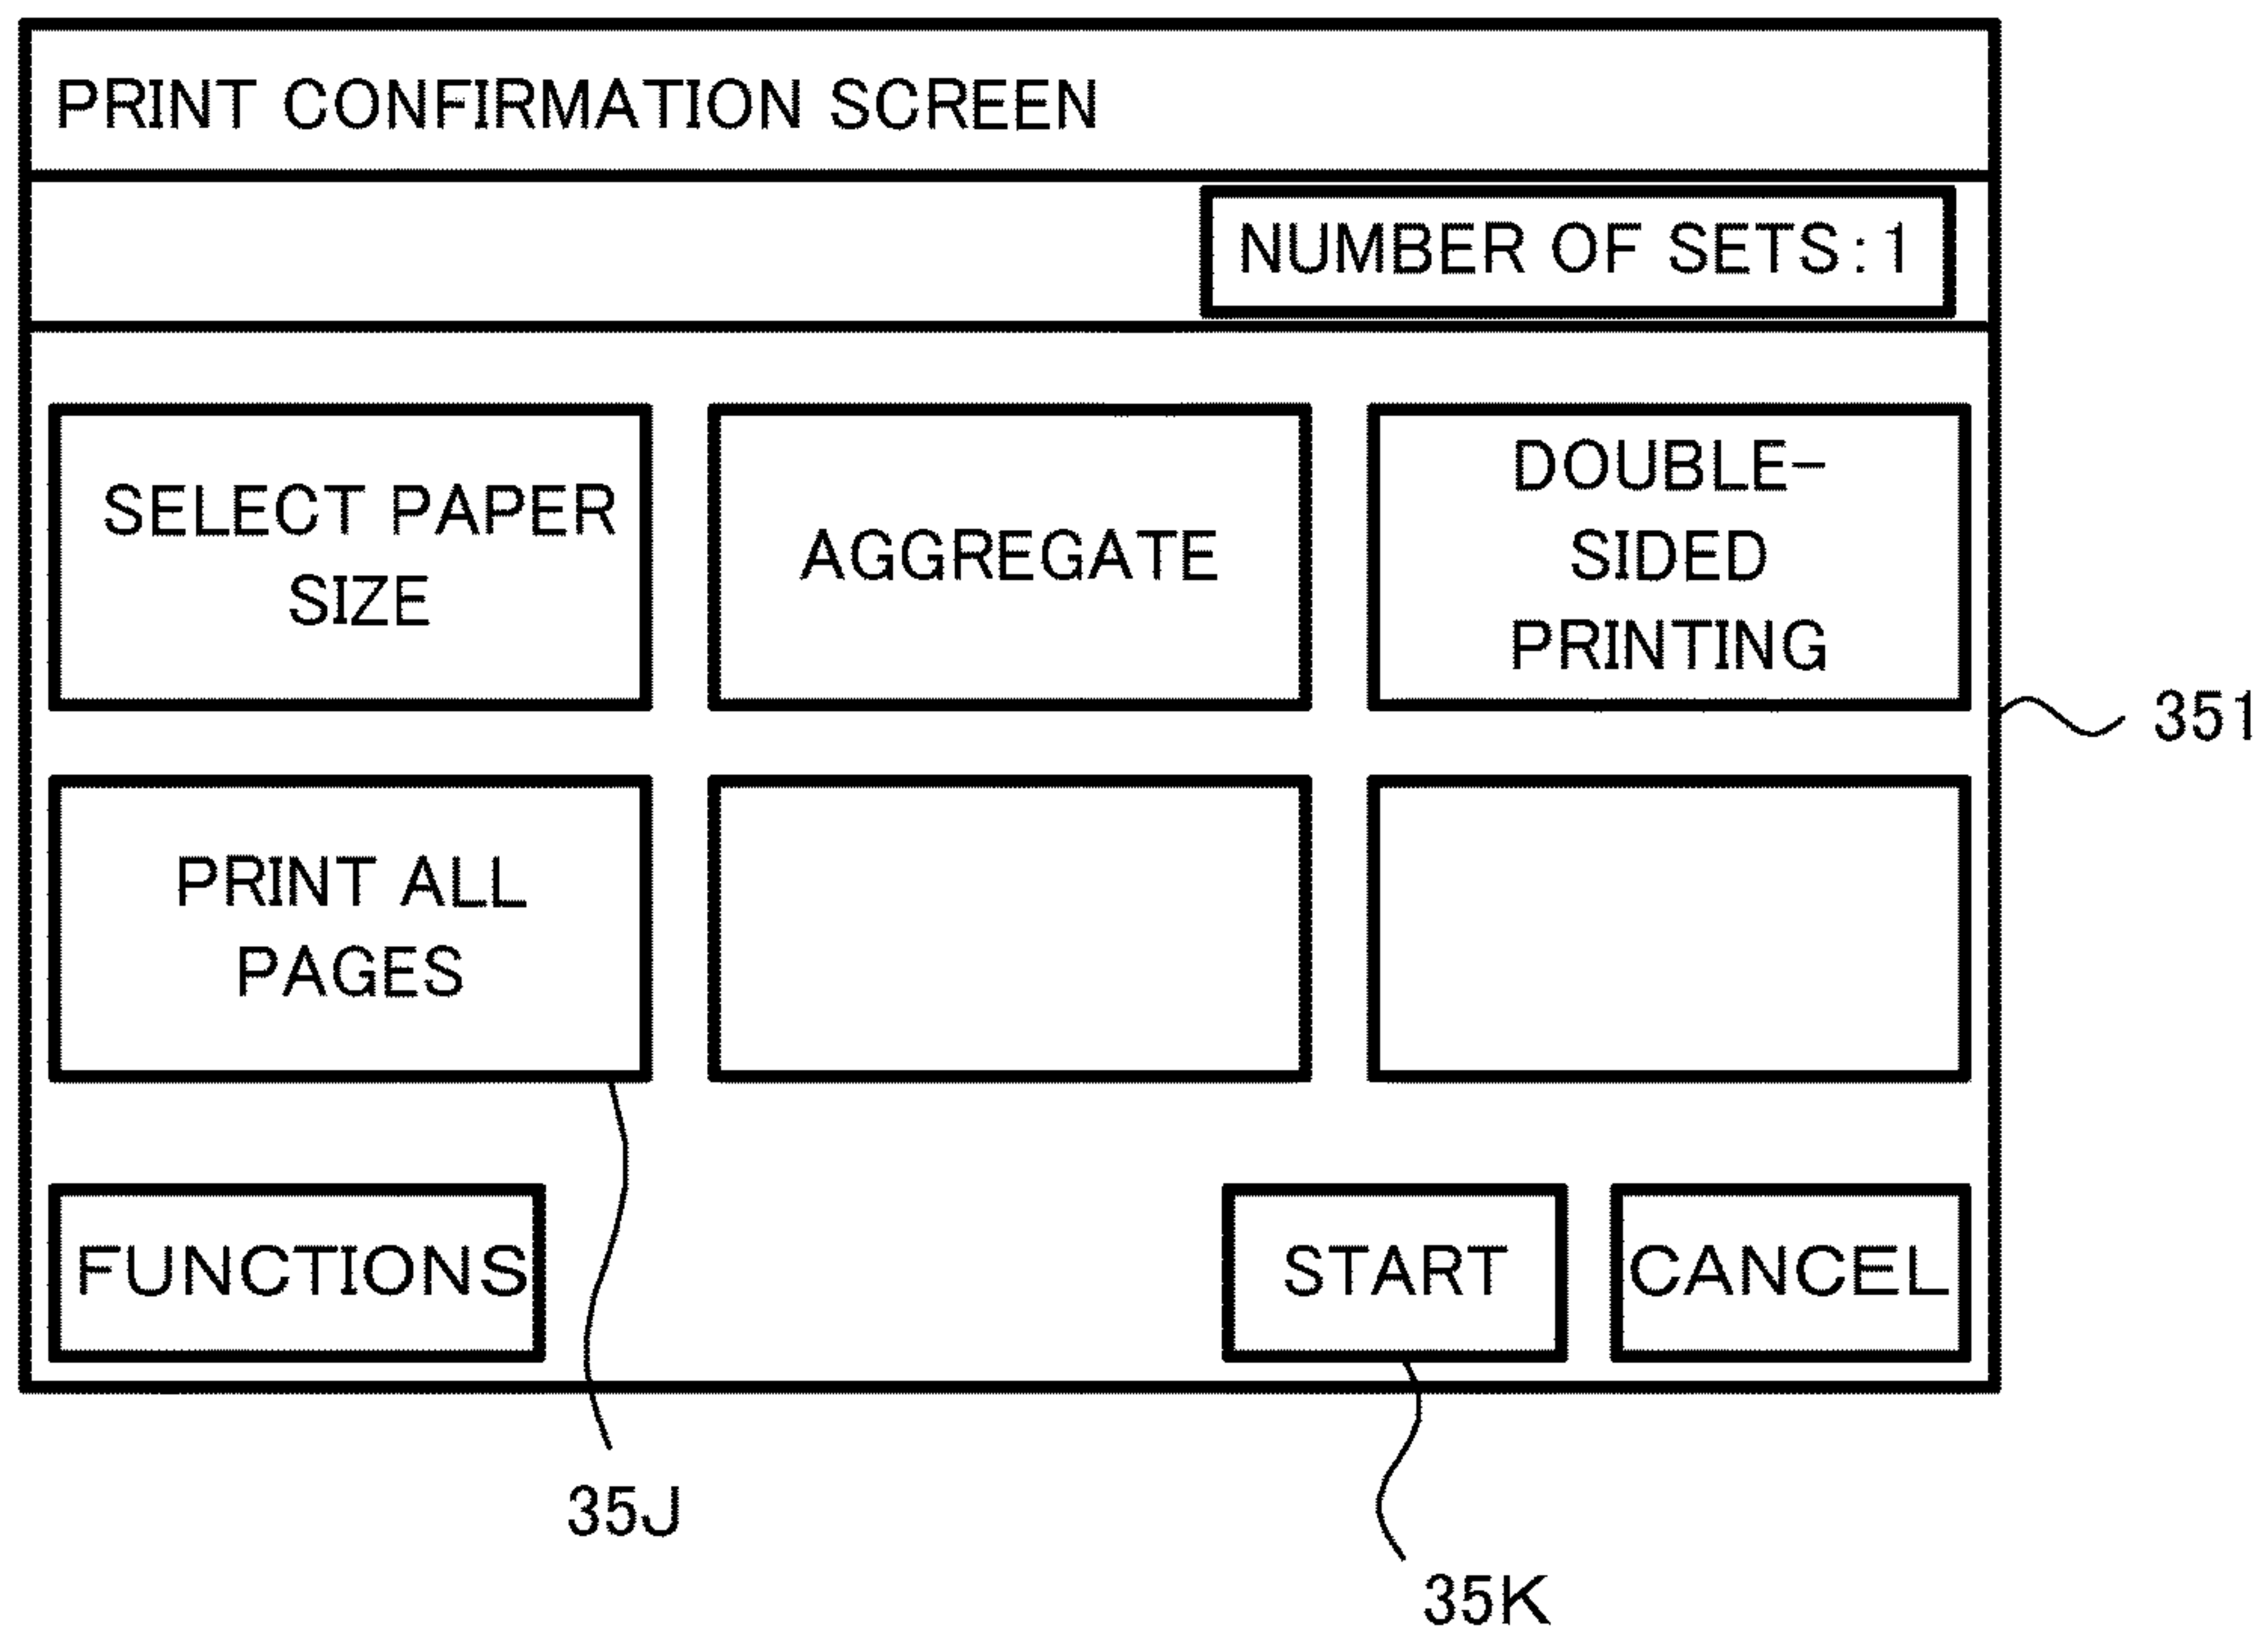 PRINT CONFIRMATION SCREEN
NUMBER OF SETS:1
SELECT PAPER
SIZE
AGGREGATE
DOUBLE-
SIDED
PRINTING
351
PRINT ALL
PAGES
FUNCTIONS
START
CANCEL
35J
35K